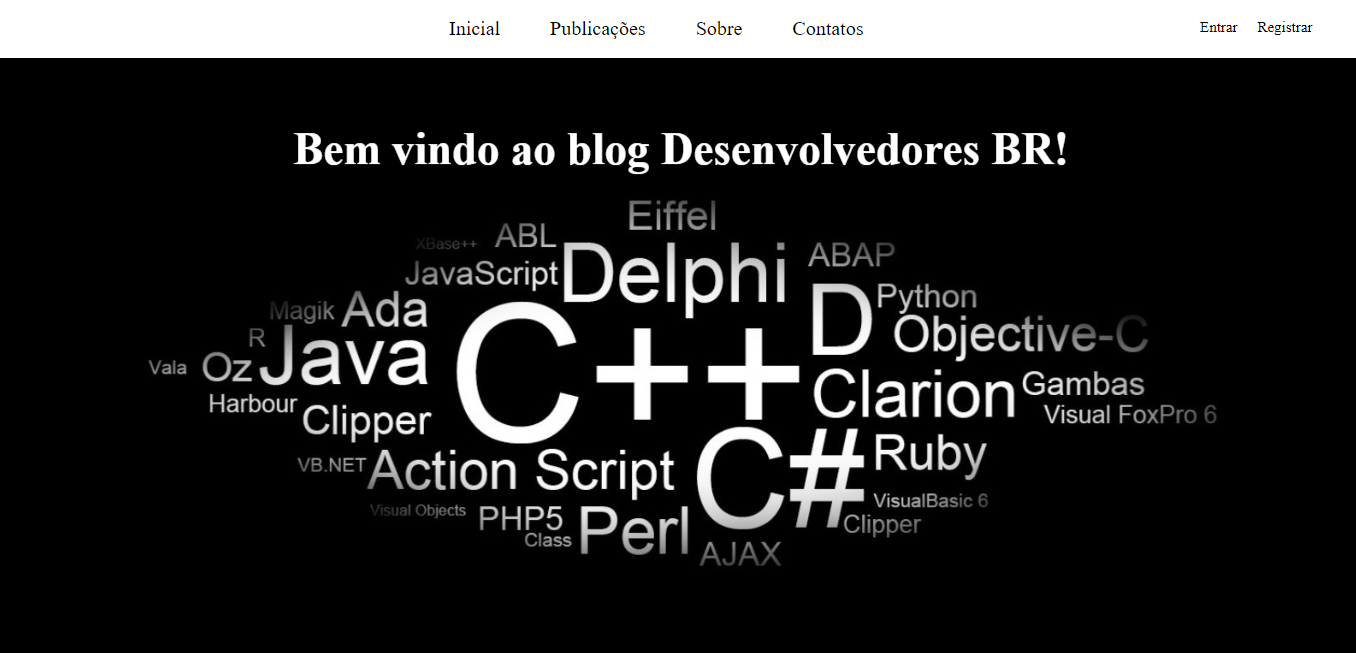 Inicial Publicações Sobre Contatos Entrar Registrar
Bem vindo ao blog Desenvolvedores BR!
Eiffel
XBase++ ABL
Delphi
ABAP
JavaScript
Python
Magik Ada
D
Objective-C
R
Java
C++
Vala Oz
Clarion
Gambas
Harbour
Clipper
Visual FoxPro 6
Ruby
VB.NET
Action Script
C#
VisualBasic 6
Visual Objects
PHP5
Perl
Clipper
Class
AJAX